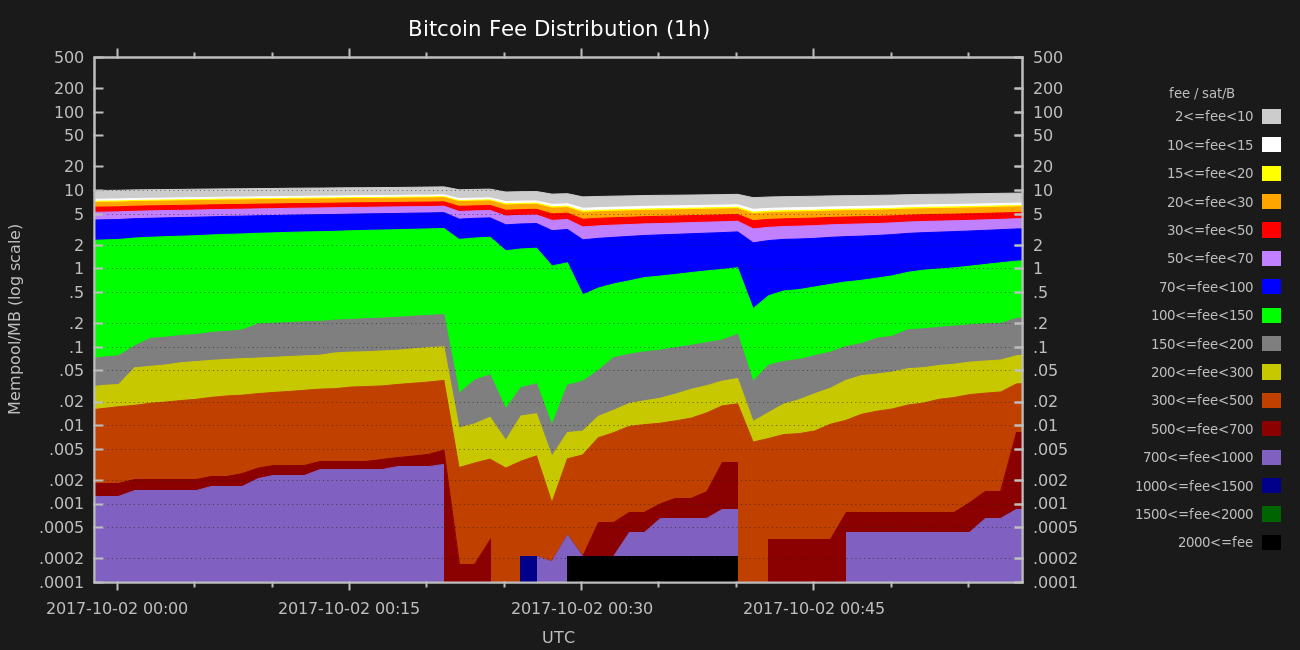 Bitcoin Fee Distribution (1h)
500
200
100
50
20
10
5
2
1
.5
.2
.1
.05
.02
.01
.005
.002
.001
.0005
.0002
.0001
Mempool/MB (log scale)
500
200
100
50
20
10
5
2
1
.5
.2
.1
.05
.02
.01
.005
.002
.001
.0005
.0002
.0001
fee / sat/B
2<=fee<10
10<=fee<15
15<=fee<20
20<=fee<30
30<=fee<50
50<=fee<70
70<=fee<100
100<=fee<150
150<=fee<200
200<=fee<300
300<=fee<500
500<=fee<700
700<=fee<1000
1000<=fee<1500
1500<=fee<2000
2000<=fee
2017-10-02 00:00
2017-10-02 00:15
2017-10-02 00:30
2017-10-02 00:45
UTC